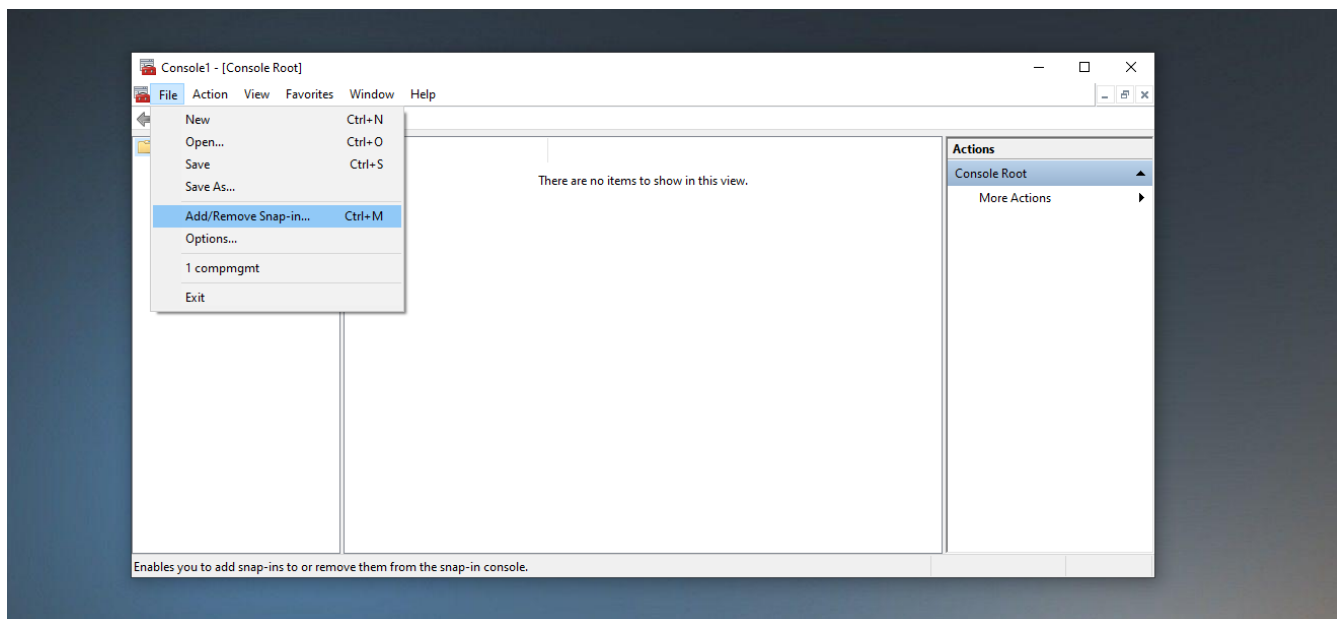 Console1 - [Console Root]
File Action View Favorites Window Help
New Ctrl+N
Open... Ctrl+O
Save Ctrl+S
Save As...
Add/Remove Snap-in... Ctrl+M
Options...
1 compmgmt
Exit
There are no items to show in this view.
Actions
Console Root
More Actions
Enables you to add snap-ins to or remove them from the snap-in console.